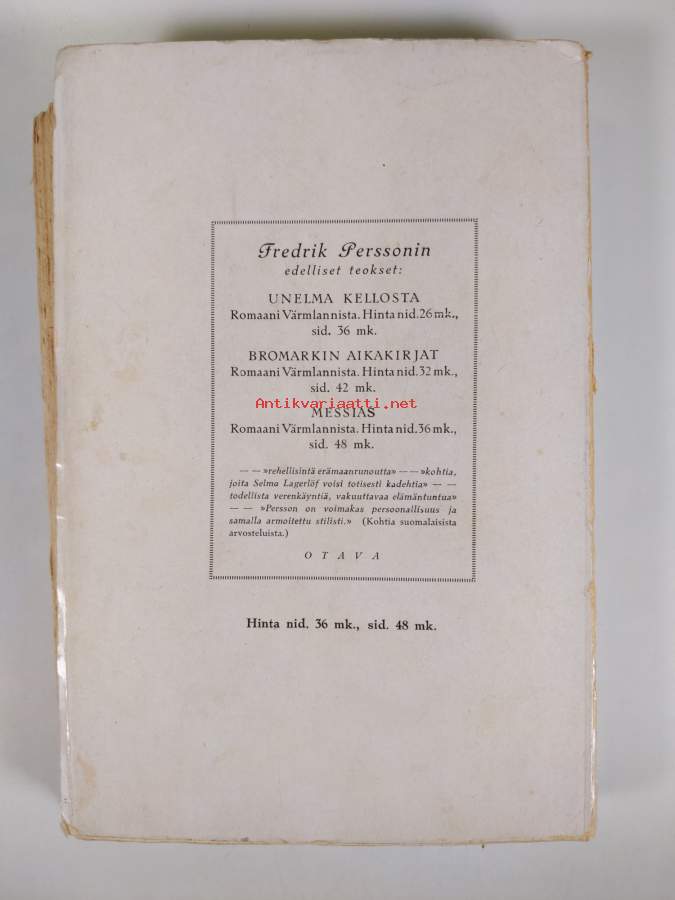 Fredrik Perssonin
edelliset teokset:
UNELMA KELLOSTA
Romaani Värmlannista. Hinta nid. 26 mk.,
sid. 36 mk.
BROMARKIN AIKAKIRJAT
Romaani Värmlannista. Hinta nid. 32 mk.,
sid. 42 mk.
Antikvariaatti.net
MESSIAS
Romaani Värmlannista. Hinta nid. 36 mk.,
sid. 48 mk.
— — »rehellisintä erämaanrunoutta» — — »kohtia,
joita Selma Lagerlöf voisi totisesti kadehtia» — —
todellista verenkäyntiä, vakuuttavaa elämäntuntua»
— — »Persson on voimakas persoonallisuus ja
samalla armoitettu stilisti.» (Kohtia suomalaisista
arvosteluista.)
OTAVA
Hinta nid. 36 mk., sid. 48 mk.